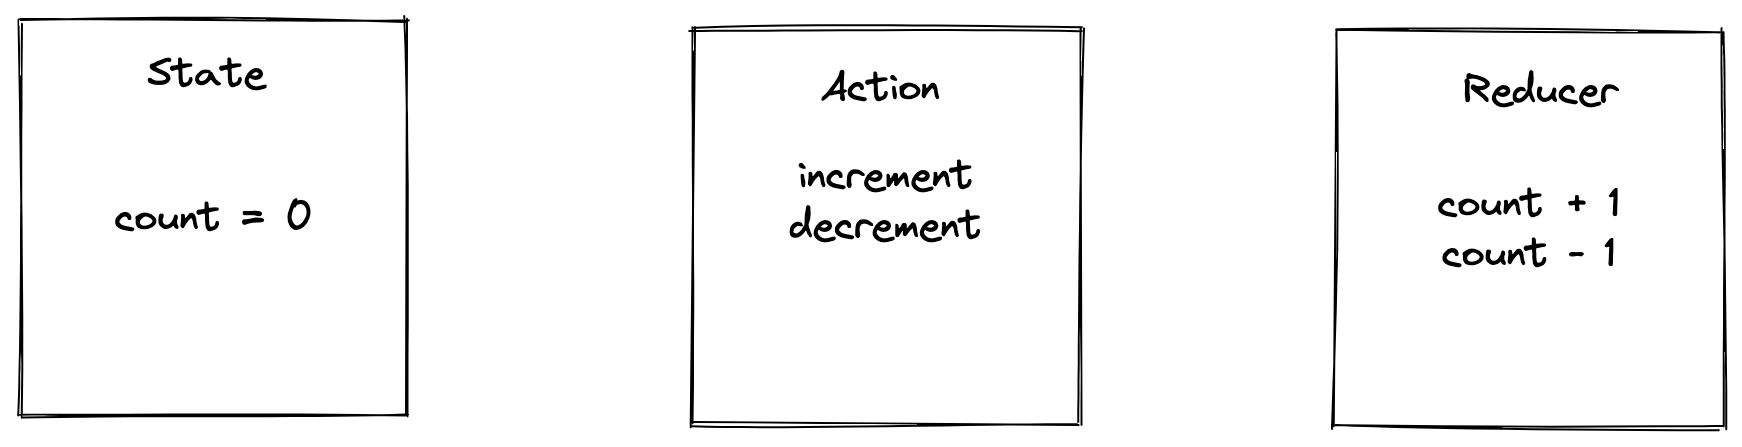 State
count = 0
Action
increment
decrement
Reducer
count + 1
count - 1